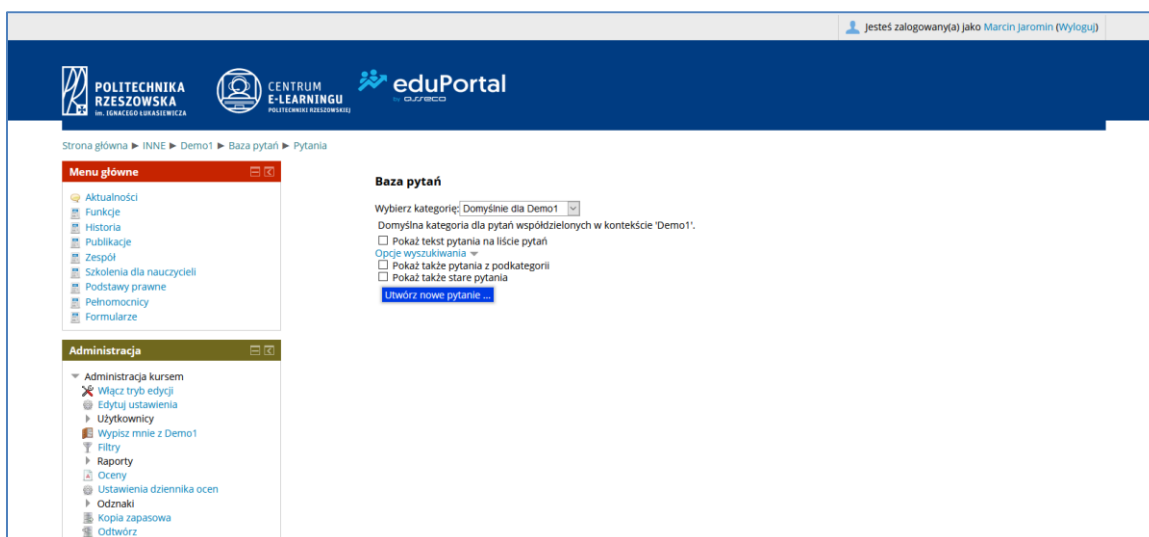 Jesteś zalogowany(a) jako Marcin Jaromin (Wyloguj)
POLITECHNIKA
RZESZOWSKA
im. IGNACEGO ŁUKASIEWICZA
CENTRUM
E-LEARNINGU
POLITECHNIKI RZESZOWSKIEJ
eduPortal
by asseco
Strona główna ► INNE ► Demo1 ► Baza pytań ► Pytania
Menu główne
Aktualności
Funkcje
Historia
Publikacje
Zespół
Szkolenia dla nauczycieli
Podstawy prawne
Pełnomocnicy
Formularze
Administracja
Administracja kursem
Włącz tryb edycji
Edytuj ustawienia
Użytkownicy
Wypisz mnie z Demo1
Filtry
Raporty
Oceny
Ustawienia dziennika ocen
Odznaki
Kopia zapasowa
Odtwórz
Baza pytań
Wybierz kategorię: Domyślnie dla Demo1
Domyślna kategoria dla pytań współdzielonych w kontekście 'Demo1'.
Pokaż tekst pytania na liście pytań
Opcje wyszukiwania
Pokaż także pytania z podkategorii
Pokaż także stare pytania
Utwórz nowe pytanie ...